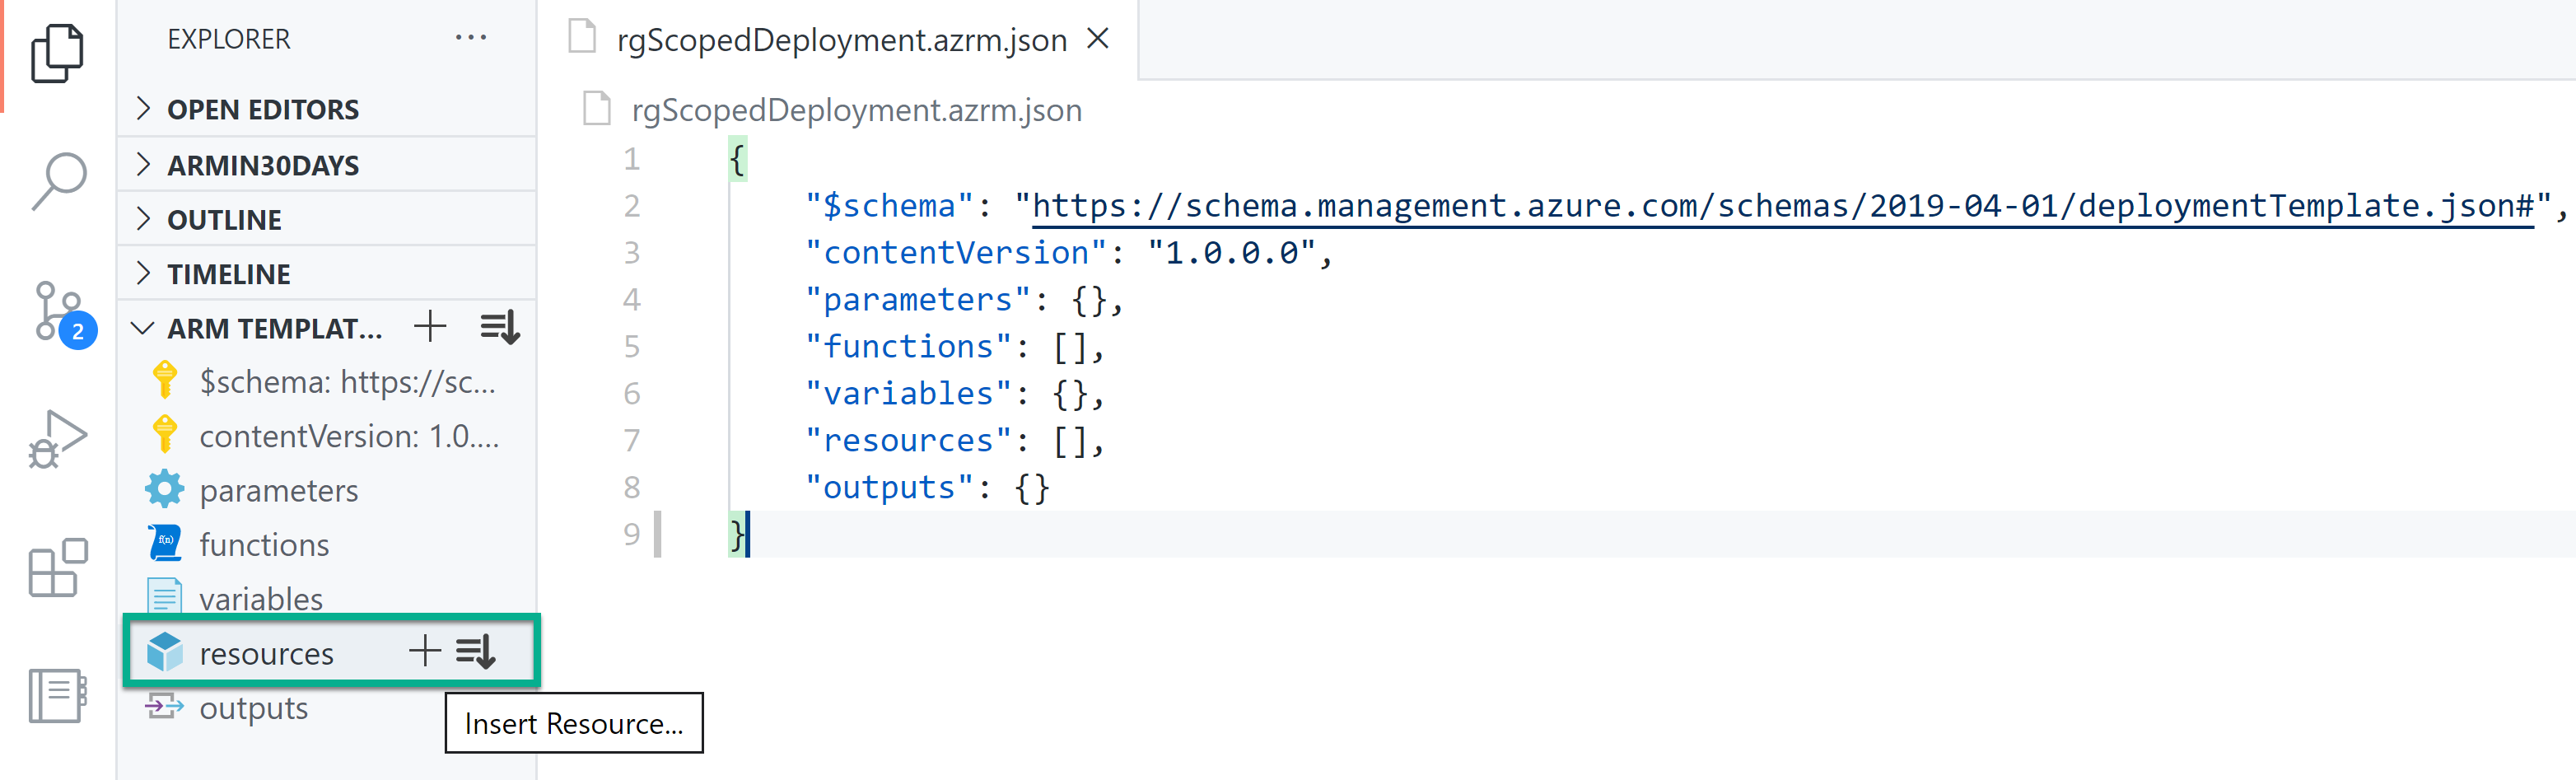 EXPLORER ···
OPEN EDITORS
ARMIN30DAYS
OUTLINE
TIMELINE
ARM TEMPLAT...
$schema: https://sc...
contentVersion: 1.0....
parameters
f(n) functions
variables
resources
outputs
Insert Resource...
2
rgScopedDeployment.azrm.json
rgScopedDeployment.azrm.json
1 {
2 "$schema": "https://schema.management.azure.com/schemas/2019-04-01/deploymentTemplate.json#",
3 "contentVersion": "1.0.0.0",
4 "parameters": {},
5 "functions": [],
6 "variables": {},
7 "resources": [],
8 "outputs": {}
9 }